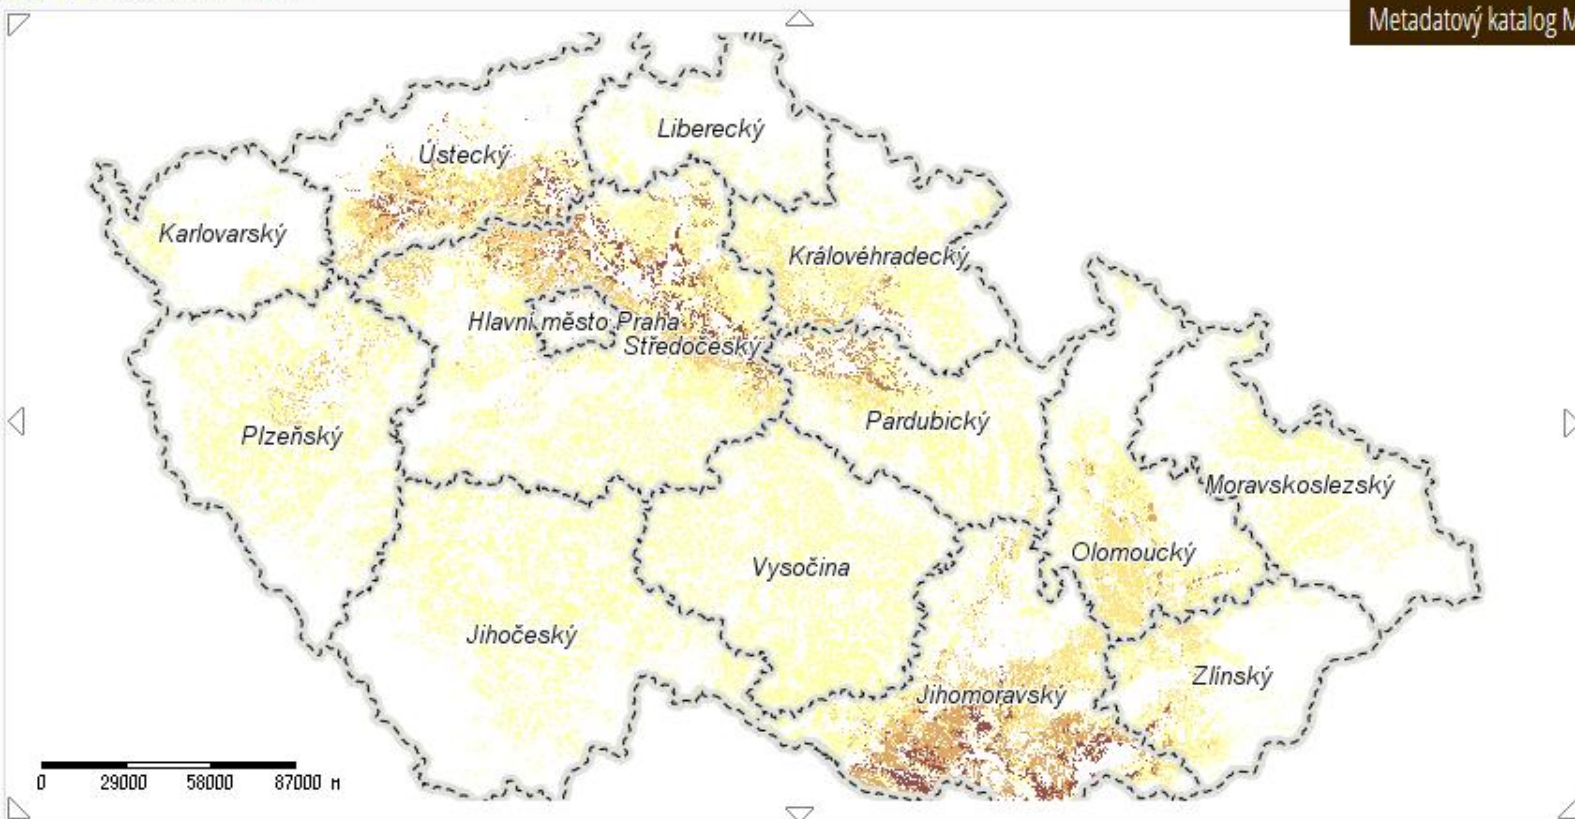 Metadatový katalog M
Liberecký
Ústecký
Karlovarský
Královéhradecký
Hlavní město Praha
Středočeský
Pardubický
Plzeňský
Moravskoslezský
Olomoucký
Vysočina
Jihočeský
Zlínský
Jihomoravský
0 29000 58000 87000 м